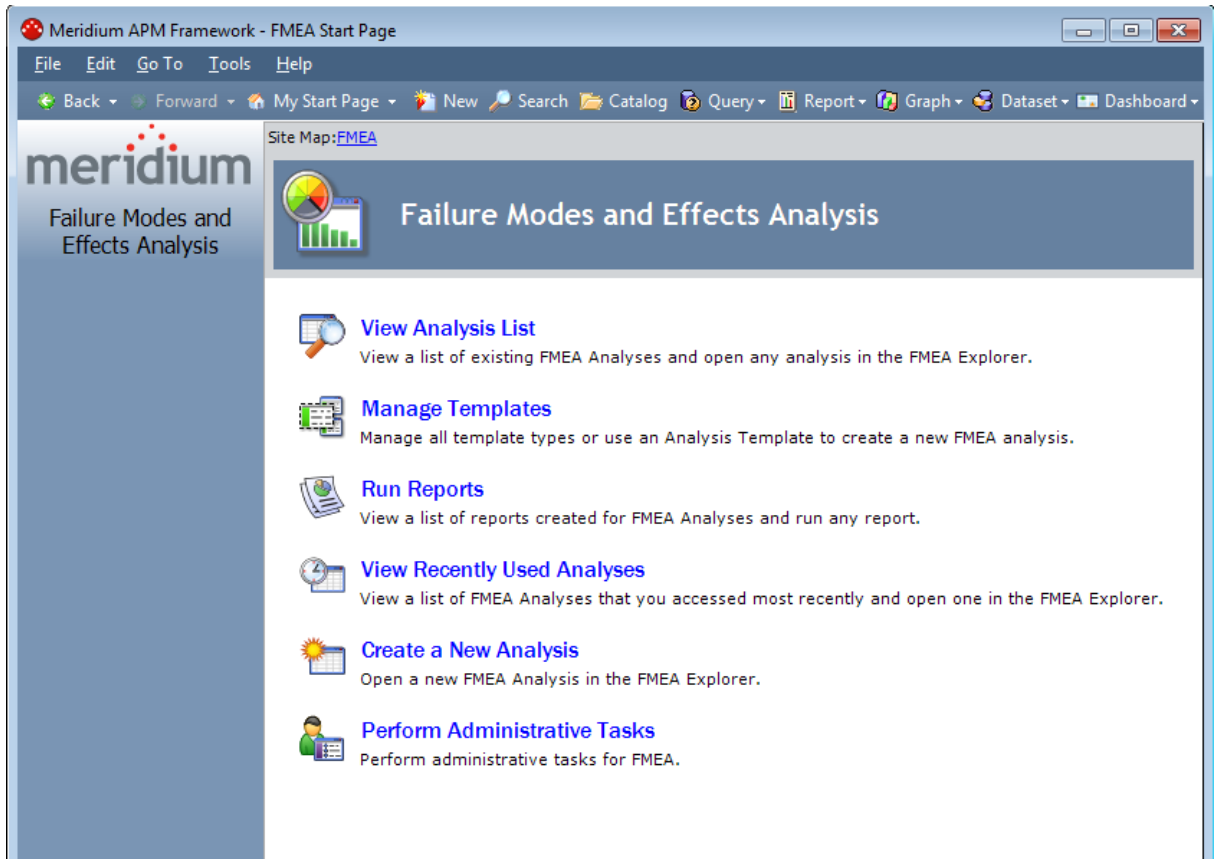 Meridium APM Framework - FMEA Start Page
File Edit Go To Tools Help
Back Forward My Start Page New Search Catalog Query Report Graph Dataset Dashboard
meridium
Failure Modes and
Effects Analysis
Site Map:FMEA
Failure Modes and Effects Analysis
View Analysis List
View a list of existing FMEA Analyses and open any analysis in the FMEA Explorer.
Manage Templates
Manage all template types or use an Analysis Template to create a new FMEA analysis.
Run Reports
View a list of reports created for FMEA Analyses and run any report.
View Recently Used Analyses
View a list of FMEA Analyses that you accessed most recently and open one in the FMEA Explorer.
Create a New Analysis
Open a new FMEA Analysis in the FMEA Explorer.
Perform Administrative Tasks
Perform administrative tasks for FMEA.